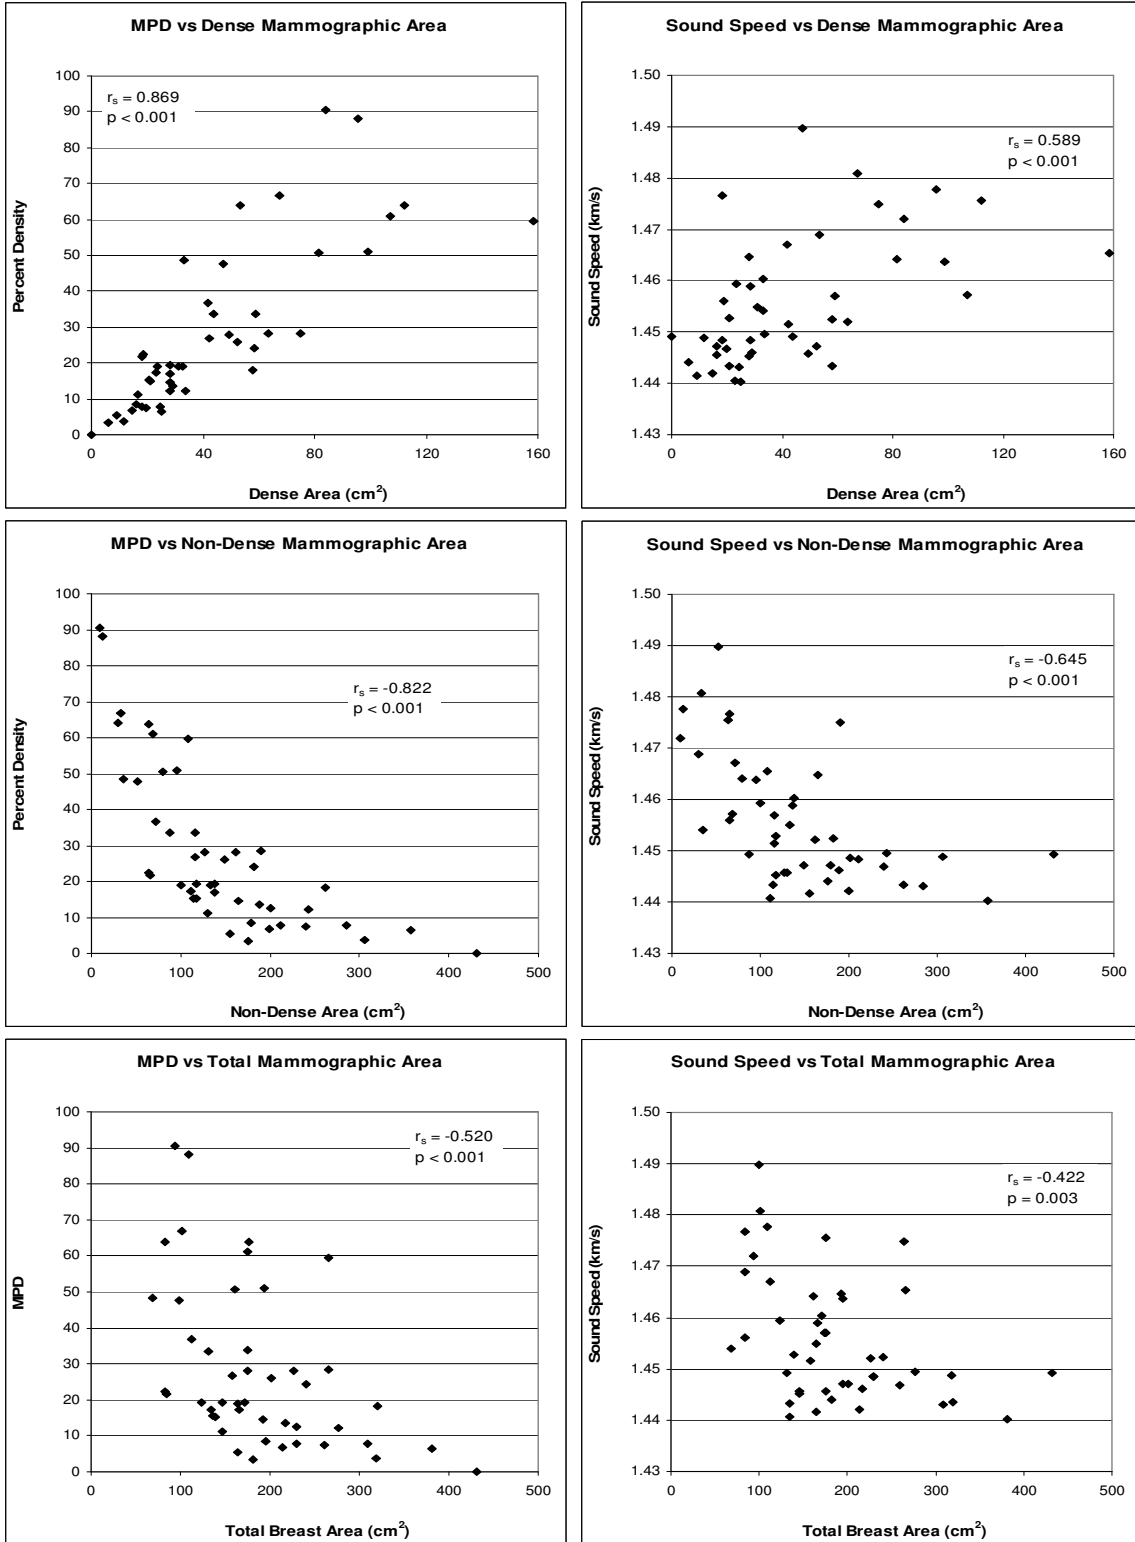 MPD vs Dense Mammographic Area
r_s = 0.869
p < 0.001
100
90
80
70
60
50
40
30
20
10
0
Percent Density
0 40 80 120 160
Dense Area (cm²)
Sound Speed vs Dense Mammographic Area
r_s = 0.589
p < 0.001
1.50
1.49
1.48
1.47
1.46
1.45
1.44
1.43
Sound Speed (km/s)
0 40 80 120 160
Dense Area (cm²)
MPD vs Non-Dense Mammographic Area
r_s = -0.822
p < 0.001
100
90
80
70
60
50
40
30
20
10
0
Percent Density
0 100 200 300 400 500
Non-Dense Area (cm²)
Sound Speed vs Non-Dense Mammographic Area
r_s = -0.645
p < 0.001
1.50
1.49
1.48
1.47
1.46
1.45
1.44
1.43
Sound Speed (km/s)
0 100 200 300 400 500
Non-Dense Area (cm²)
MPD vs Total Mammographic Area
r_s = -0.520
p < 0.001
100
90
80
70
60
50
40
30
20
10
0
MPD
0 100 200 300 400 500
Total Breast Area (cm²)
Sound Speed vs Total Mammographic Area
r_s = -0.422
p = 0.003
1.50
1.49
1.48
1.47
1.46
1.45
1.44
1.43
Sound Speed (km/s)
0 100 200 300 400 500
Total Breast Area (cm²)